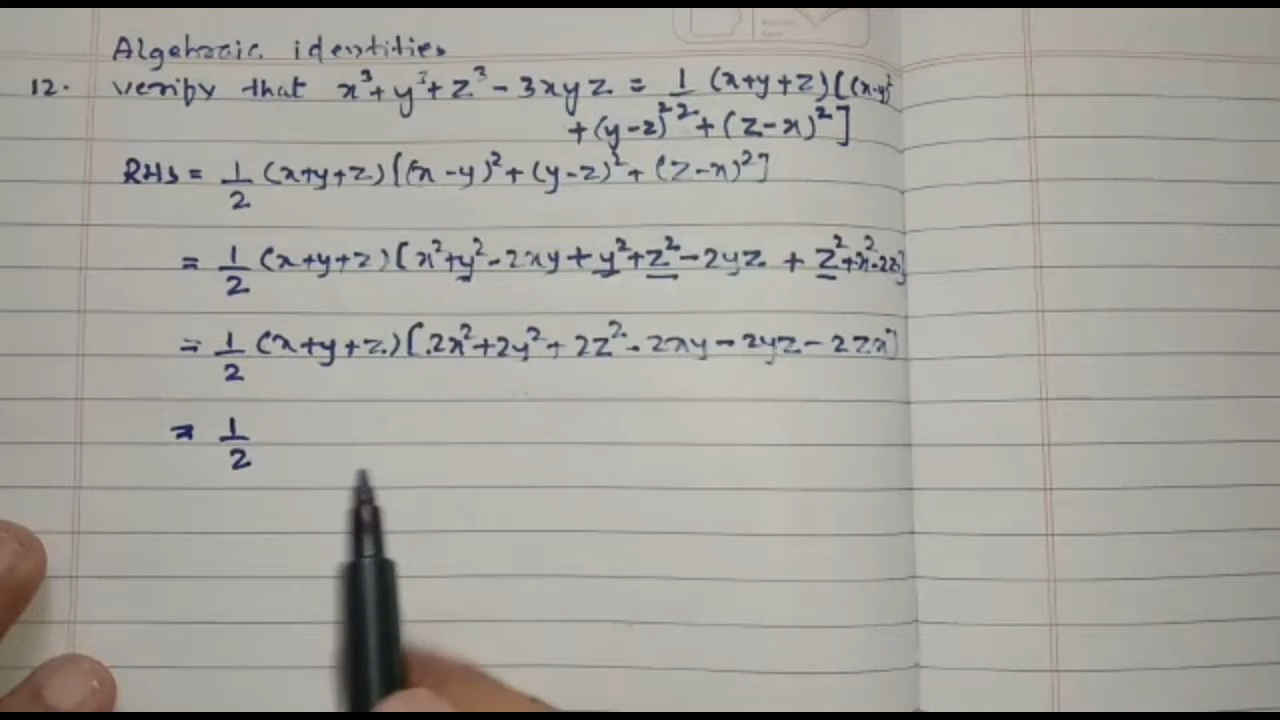 Algebraic identities
12. Verify that x³+y³+z³-3xyz = 1/2 (x+y+z)[(x-y)²
+(y-z)²+(z-x)²]
RHS = 1/2 (x+y+z)[(x-y)²+(y-z)²+(z-x)²]
= 1/2 (x+y+z)[x²+y²-2xy+y²+z²-2yz + z²+x²-2zx]
= 1/2 (x+y+z)[2x²+2y²+2z²-2xy-2yz-2zx]
= 1/2